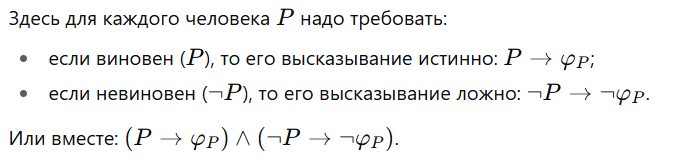 Здесь для каждого человека P надо требовать:
• если виновен (P), то его высказывание истинно: P → φ_P;
• если невиновен (¬P), то его высказывание ложно: ¬P → ¬φ_P.
Или вместе: (P → φ_P) ∧ (¬P → ¬φ_P).